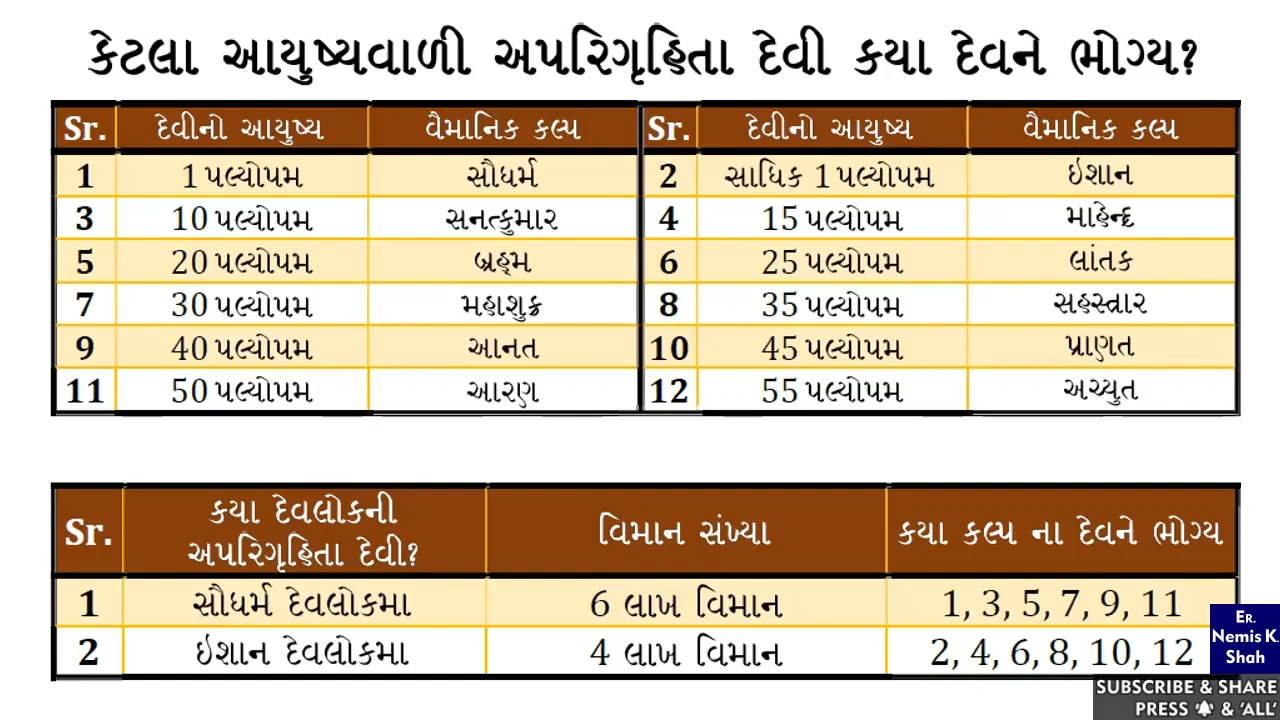 કેટલા આયુષ્યવાળી અપરિગૃહિતા દેવી કયા દેવને ભોગ્ય?
Sr. દેવીનો આયુષ્ય વૈમાનિક કલ્પ Sr. દેવીનો આયુષ્ય વૈમાનિક કલ્પ
1 1 પલ્યોપમ સૌધર્મ 2 સાધિક 1 પલ્યોપમ ઇશાન
3 10 પલ્યોપમ સનત્કુમાર 4 15 પલ્યોપમ માહેન્દ્ર
5 20 પલ્યોપમ બ્રહ્મ 6 25 પલ્યોપમ લાંતક
7 30 પલ્યોપમ મહાશુક્ર 8 35 પલ્યોપમ સહસ્ત્રાર
9 40 પલ્યોપમ આનત 10 45 પલ્યોપમ પ્રાણત
11 50 પલ્યોપમ આરણ 12 55 પલ્યોપમ અચ્યુત
Sr. કયા દેવલોકની
અપરિગૃહિતા દેવી? વિમાન સંખ્યા કયા કલ્પ ના દેવને ભોગ્ય
1 સૌધર્મ દેવલોકમા 6 લાખ વિમાન 1, 3, 5, 7, 9, 11
2 ઇશાન દેવલોકમા 4 લાખ વિમાન 2, 4, 6, 8, 10, 12
ER.
Nemis K.
Shah
SUBSCRIBE & SHARE
PRESS & ‘ALL’